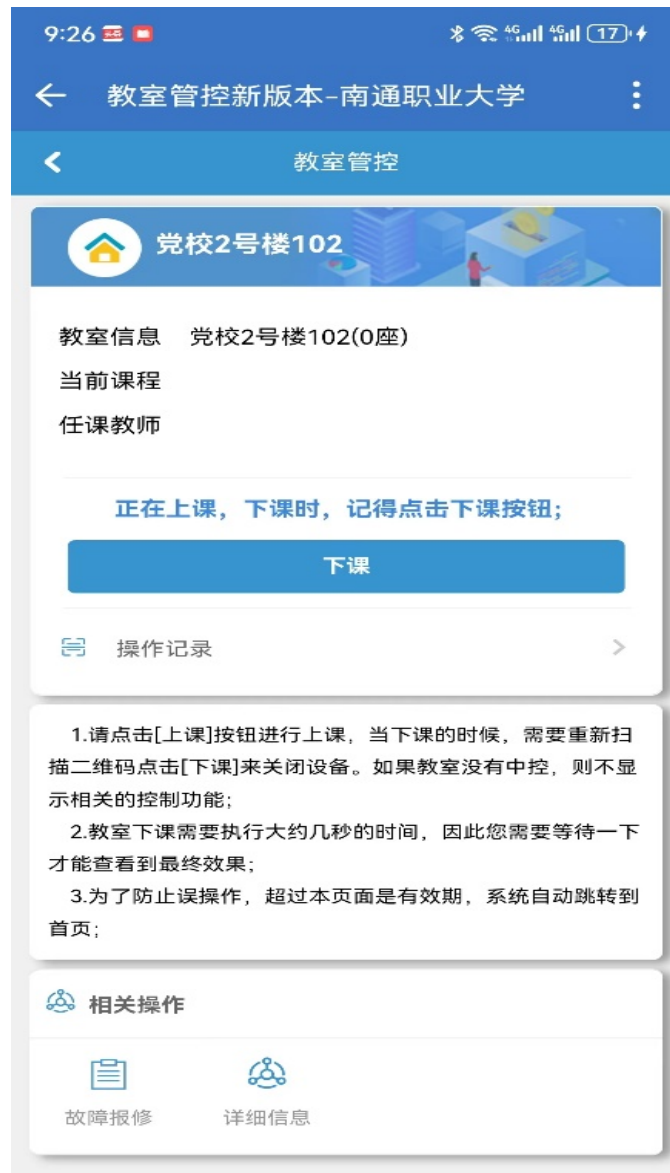 9:26
4G 4G 17
教室管控新版本-南通职业大学
教室管控
党校2号楼102
教室信息 党校2号楼102(0座)
当前课程
任课教师
正在上课，下课时，记得点击下课按钮；
下课
操作记录
1.请点击[上课]按钮进行上课，当下课的时候，需要重新扫
描二维码点击[下课]来关闭设备。如果教室没有中控，则不显
示相关的控制功能；
2.教室下课需要执行大约几秒的时间，因此您需要等待一下
才能查看到最终效果；
3.为了防止误操作，超过本页面是有效期，系统自动跳转到
首页；
相关操作
故障报修 详细信息